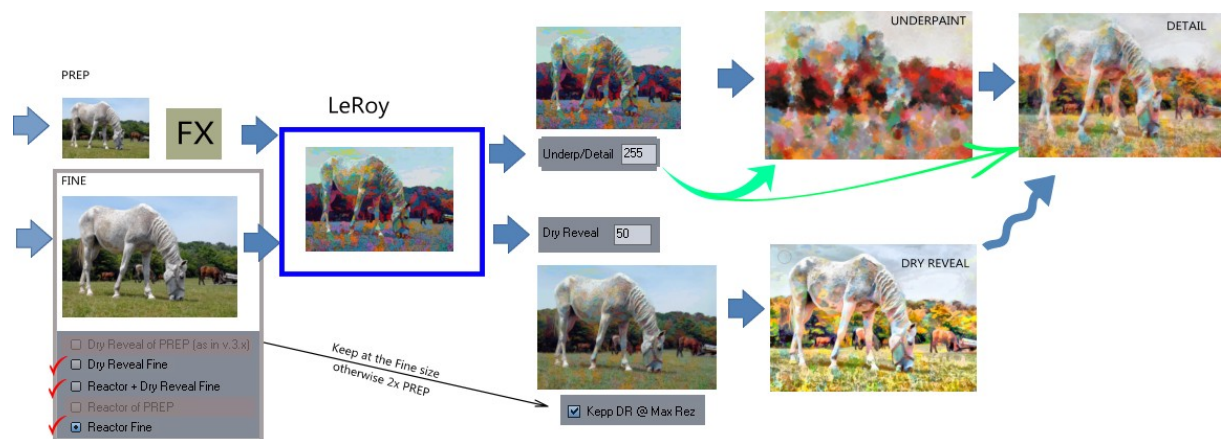 PREP
FX
LeRoy
Underp/Detail 255
UNDERPAINT
DETAIL
FINE
Dry Reveal 50
DRY REVEAL
Dry Reveal of PREP (as in v.3.x)
Dry Reveal Fine
Reactor + Dry Reveal Fine
Reactor of PREP
Reactor Fine
Keep at the Fine size
otherwise 2x PREP
Kepp DR @ Max Rez